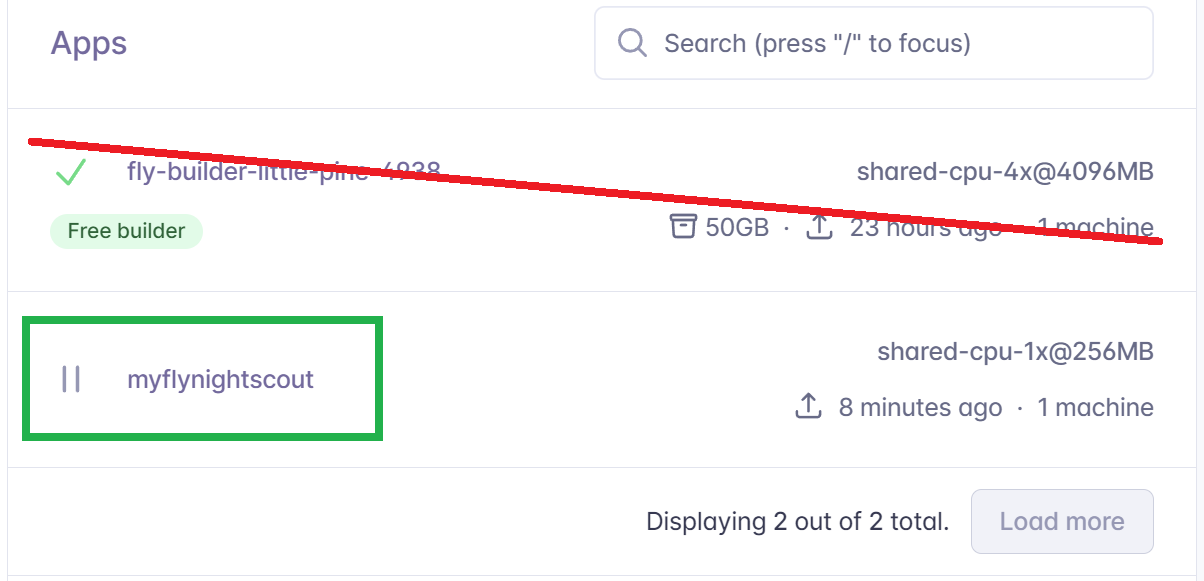 Apps
Search (press "/" to focus)
fly-builder-little-pine-4938
shared-cpu-4x@4096MB
Free builder
50GB · 23 hours ago · 1 machine
myflynightscout
shared-cpu-1x@256MB
8 minutes ago · 1 machine
Displaying 2 out of 2 total.
Load more